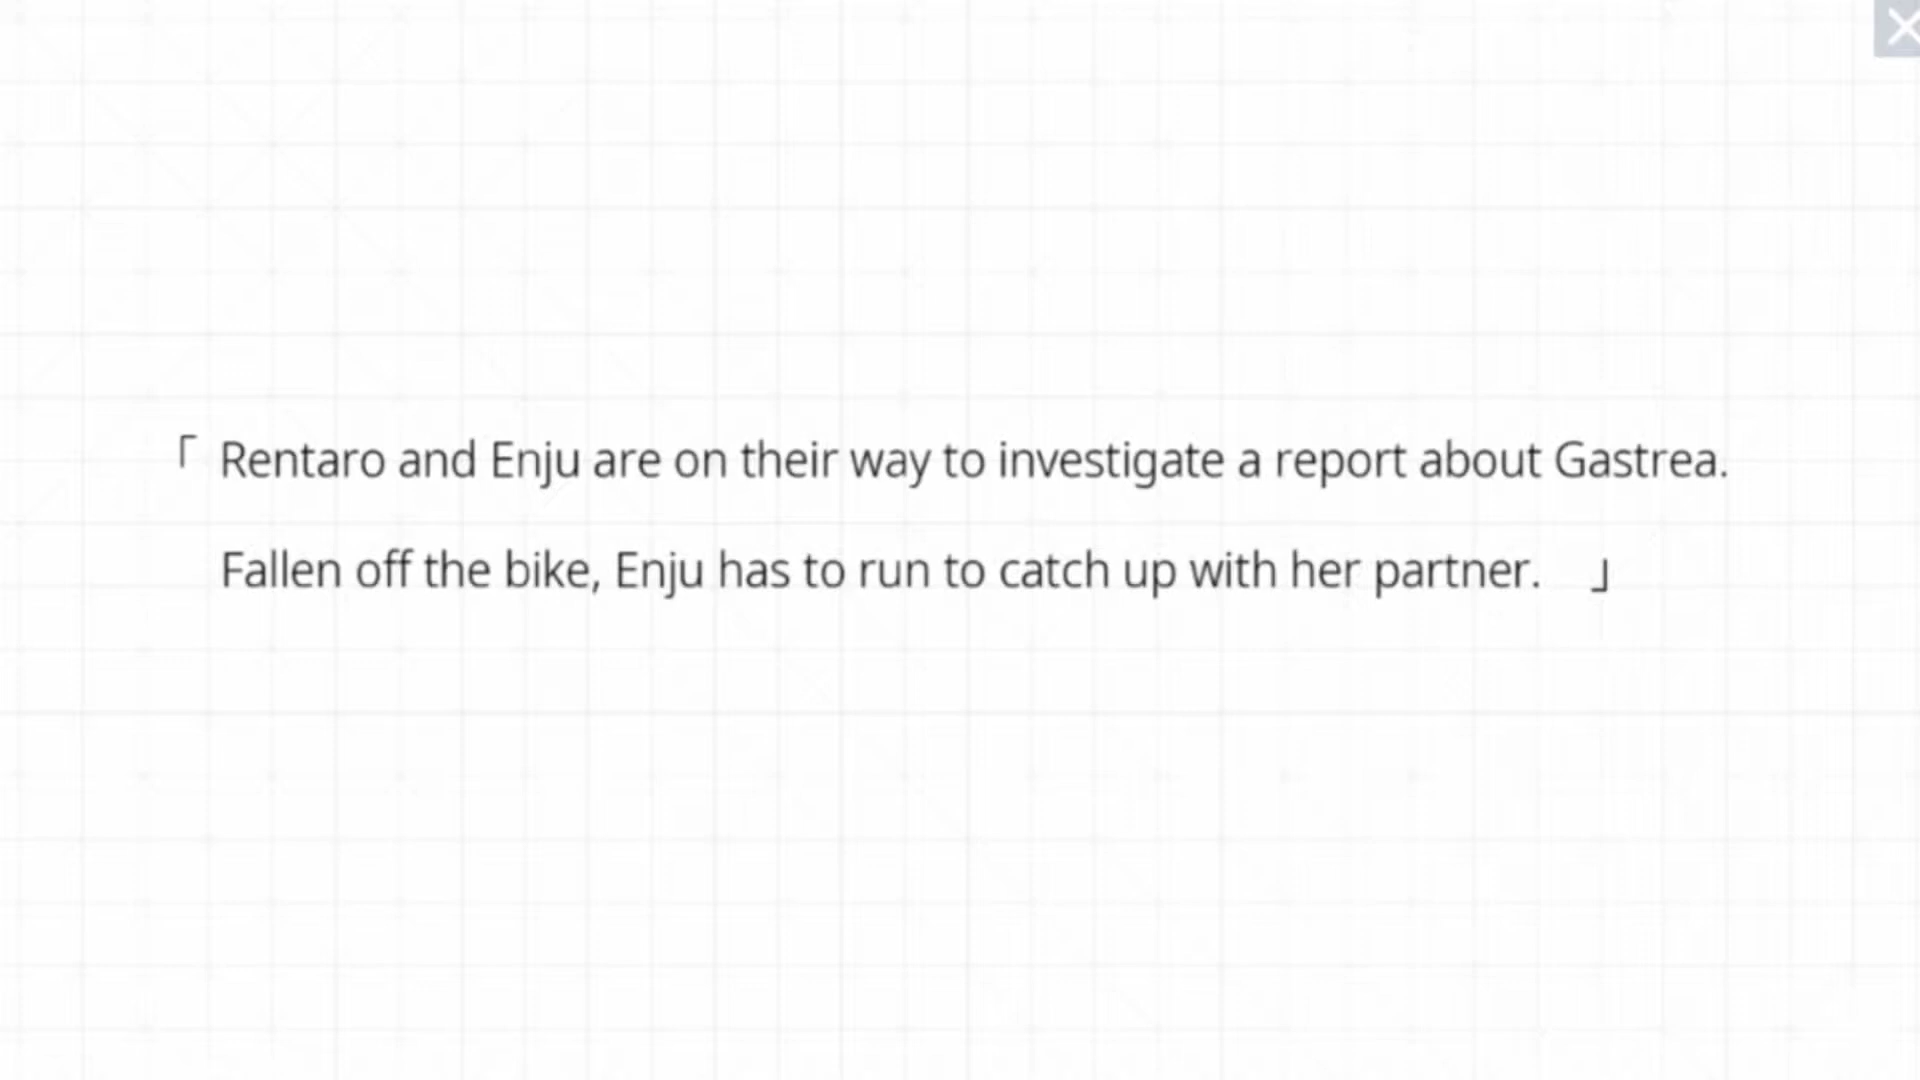 「 Rentaro and Enju are on their way to investigate a report about Gastrea.
Fallen off the bike, Enju has to run to catch up with her partner. 」